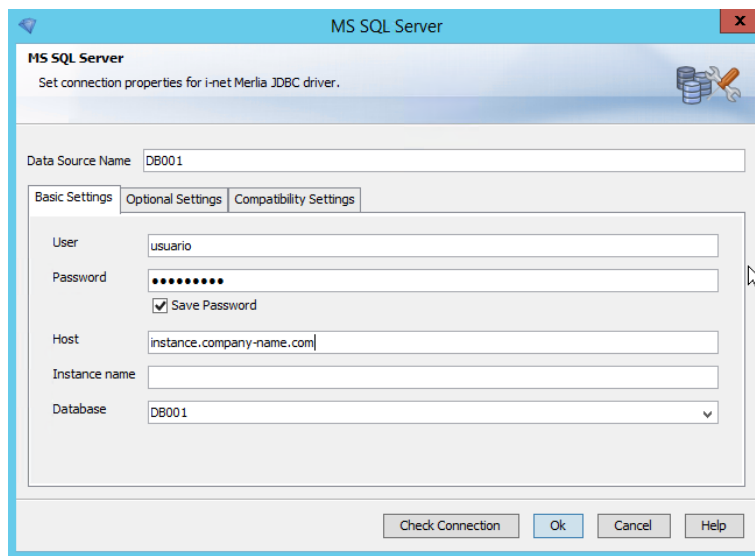 MS SQL Server
x
MS SQL Server
Set connection properties for i-net Merlia JDBC driver.
Data Source Name DB001
Basic Settings Optional Settings Compatibility Settings
User usuario
Password •••••••••
Save Password
Host instance.company-name.com
Instance name
Database DB001
Check Connection Ok Cancel Help